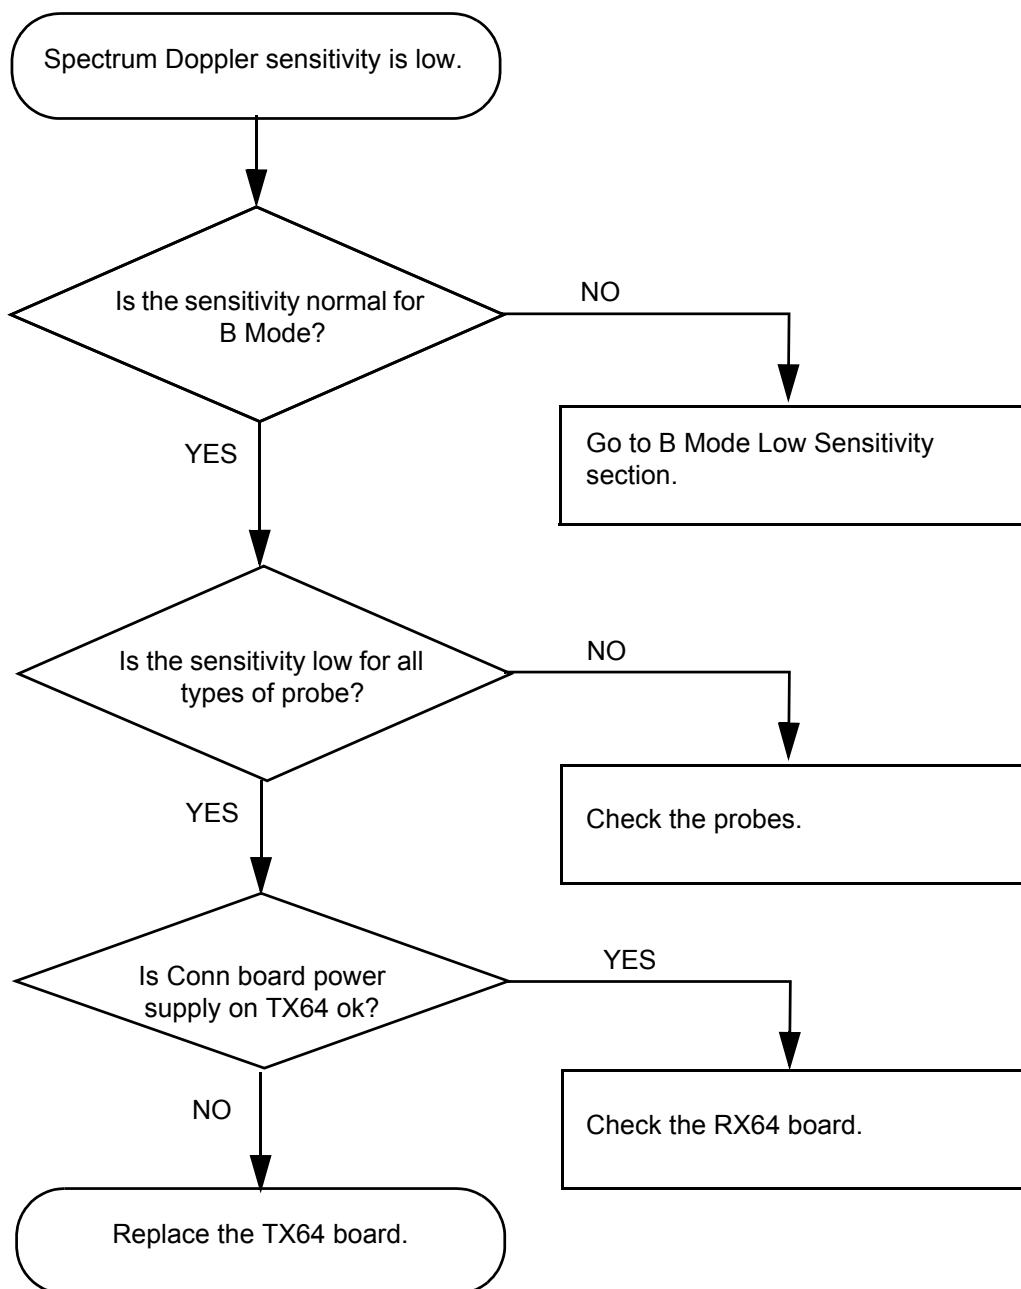 Spectrum Doppler sensitivity is low.
Is the sensitivity normal for
B Mode?
NO
Go to B Mode Low Sensitivity
section.
YES
Is the sensitivity low for all
types of probe?
NO
Check the probes.
YES
Is Conn board power
supply on TX64 ok?
YES
Check the RX64 board.
NO
Replace the TX64 board.